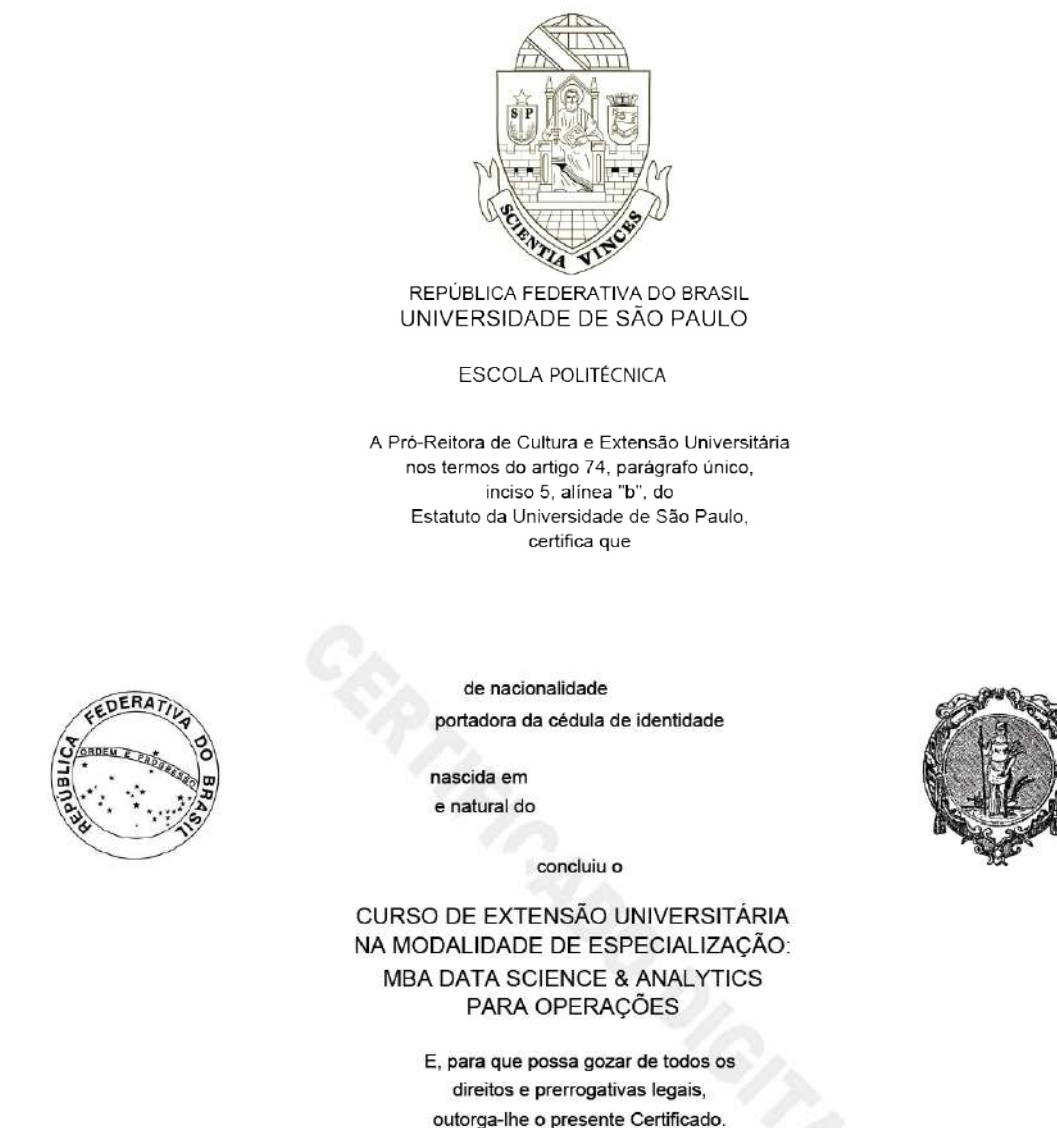 S P
SCIENTIA VINCES
REPÚBLICA FEDERATIVA DO BRASIL
UNIVERSIDADE DE SÃO PAULO
ESCOLA POLITÉCNICA
A Pró-Reitora de Cultura e Extensão Universitária
nos termos do artigo 74, parágrafo único,
inciso 5, alínea "b", do
Estatuto da Universidade de São Paulo,
certifica que
de nacionalidade
portadora da cédula de identidade
REPÚBLICA FEDERATIVA DO BRASIL
ORDEM E PROGRESSO
nascida em
e natural do
concluiu o
CURSO DE EXTENSÃO UNIVERSITÁRIA
NA MODALIDADE DE ESPECIALIZAÇÃO:
MBA DATA SCIENCE & ANALYTICS
PARA OPERAÇÕES
E, para que possa gozar de todos os
direitos e prerrogativas legais,
outorga-lhe o presente Certificado.
CERTIFICADO DIGITA